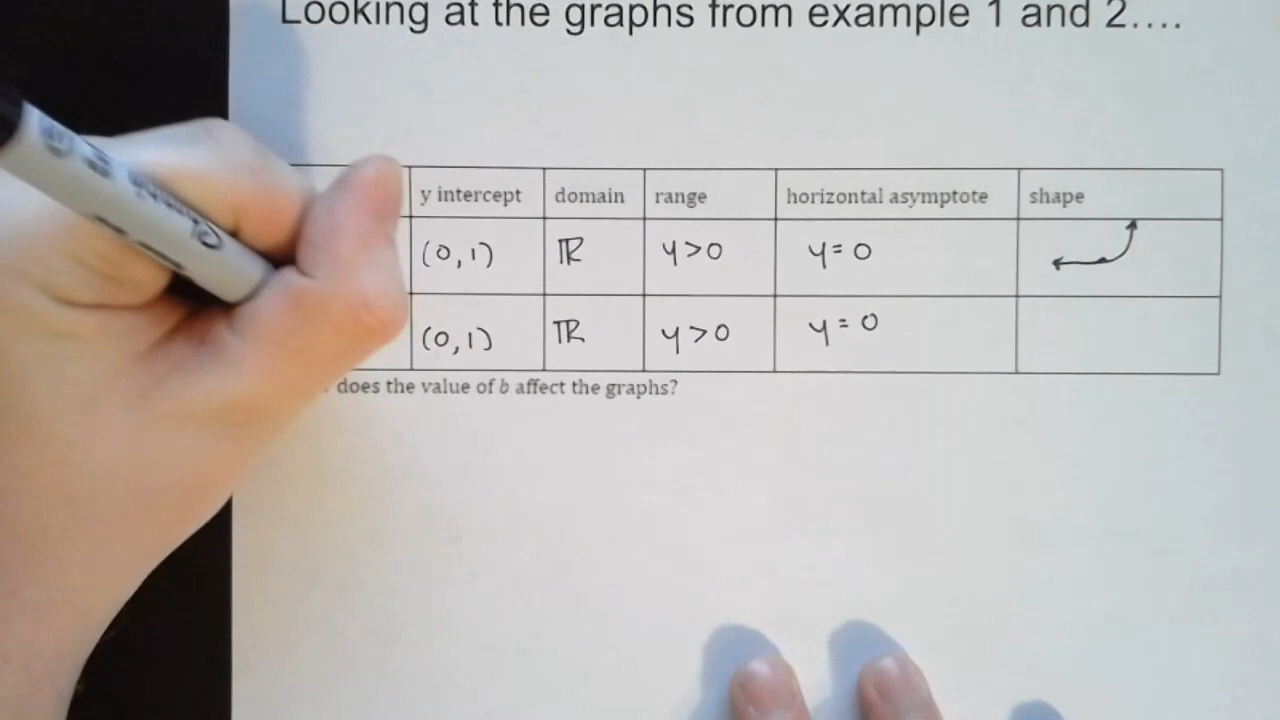 Looking at the graphs from example 1 and 2....
y intercept domain range horizontal asymptote shape
(0,1) ℝ y>0 y=0
(0,1) ℝ y>0 y=0
does the value of b affect the graphs?